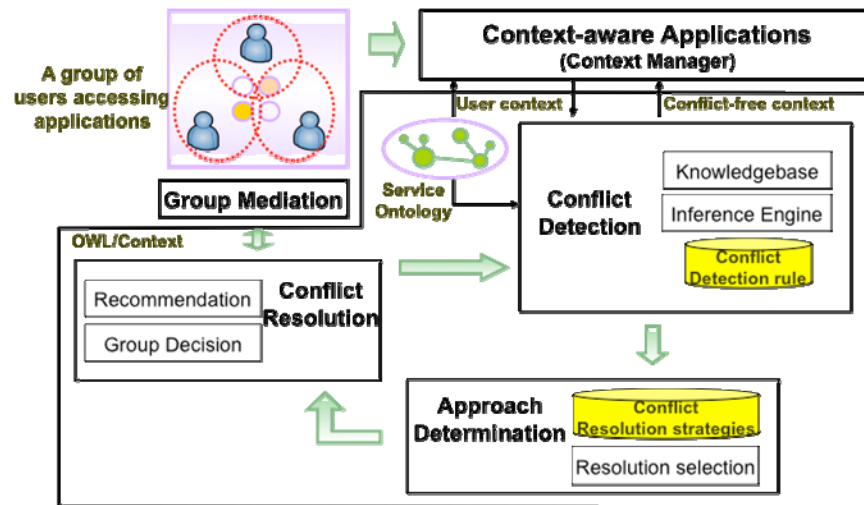 Context-aware Applications
(Context Manager)
A group of
users accessing
applications
User context
Conflict-free context
Group Mediation
Service
Ontology
Conflict
Detection
Knowledgebase
Inference Engine
Conflict
Detection rule
OWL/Context
Recommendation
Group Decision
Conflict
Resolution
Approach
Determination
Conflict
Resolution strategies
Resolution selection